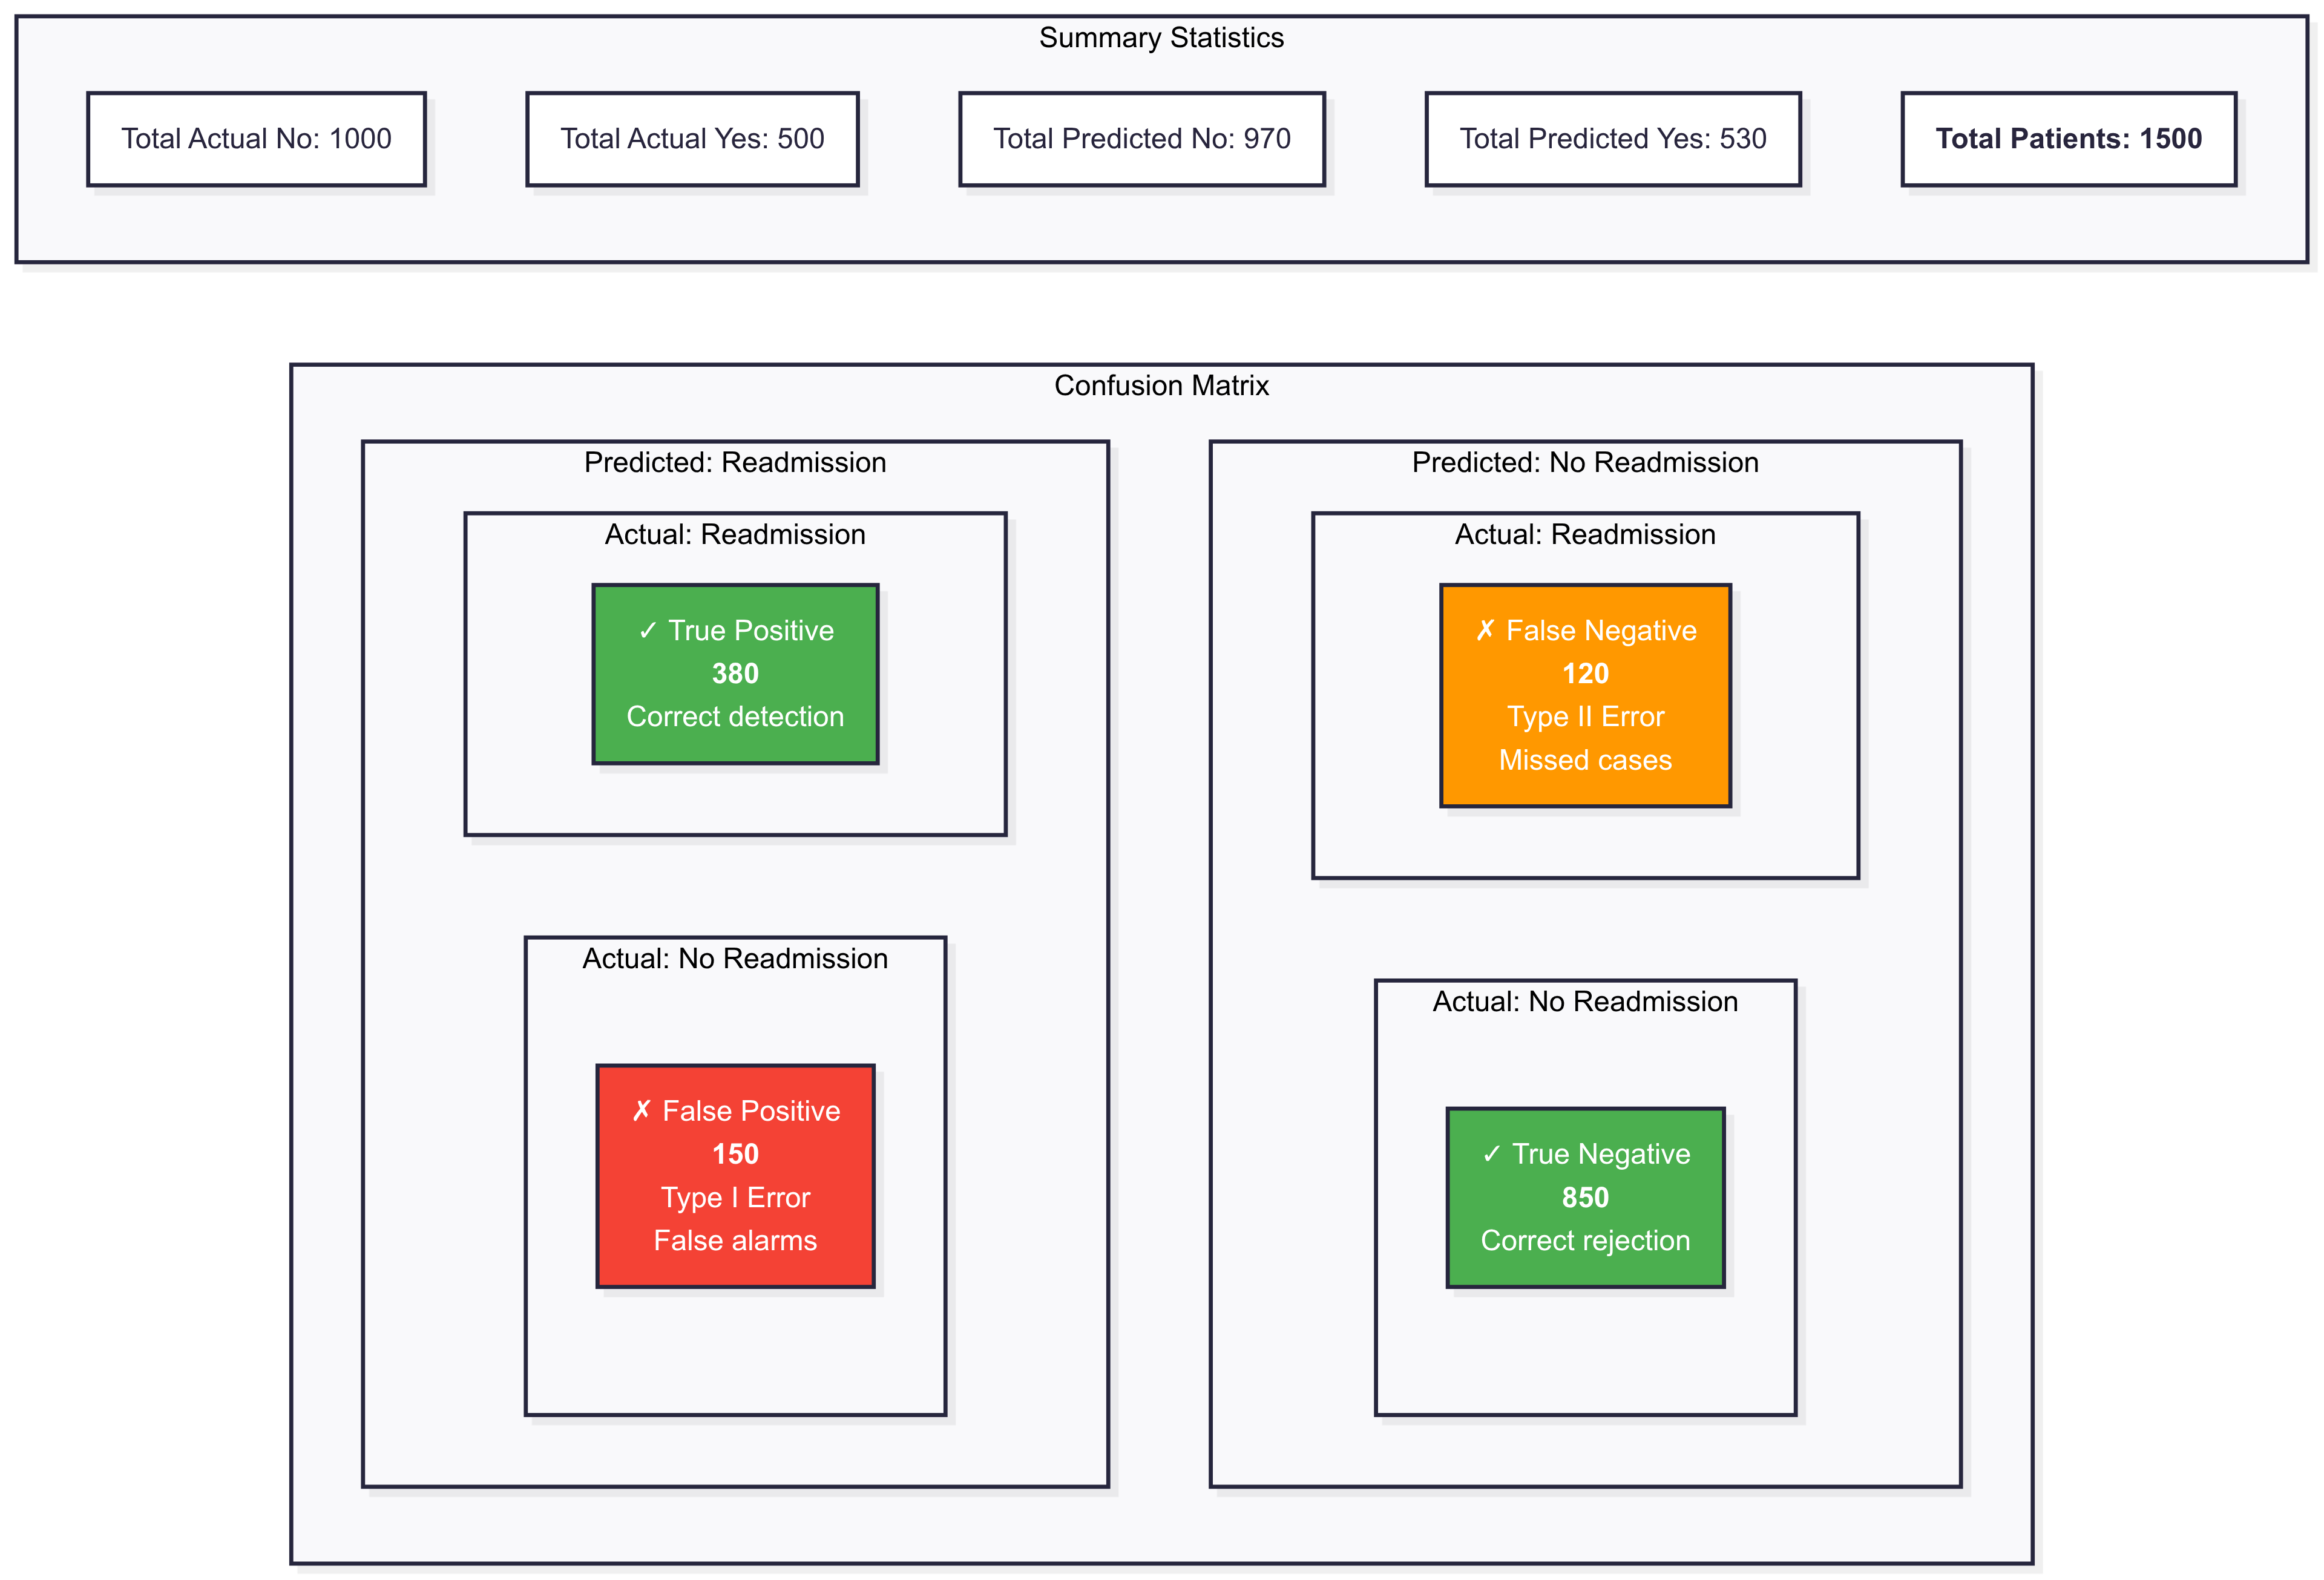 Summary Statistics
Total Actual No: 1000
Total Actual Yes: 500
Total Predicted No: 970
Total Predicted Yes: 530
Total Patients: 1500
Confusion Matrix
Predicted: Readmission
Actual: Readmission
✓ True Positive
380
Correct detection
Actual: No Readmission
✗ False Positive
150
Type I Error
False alarms
Predicted: No Readmission
Actual: Readmission
✗ False Negative
120
Type II Error
Missed cases
Actual: No Readmission
✓ True Negative
850
Correct rejection